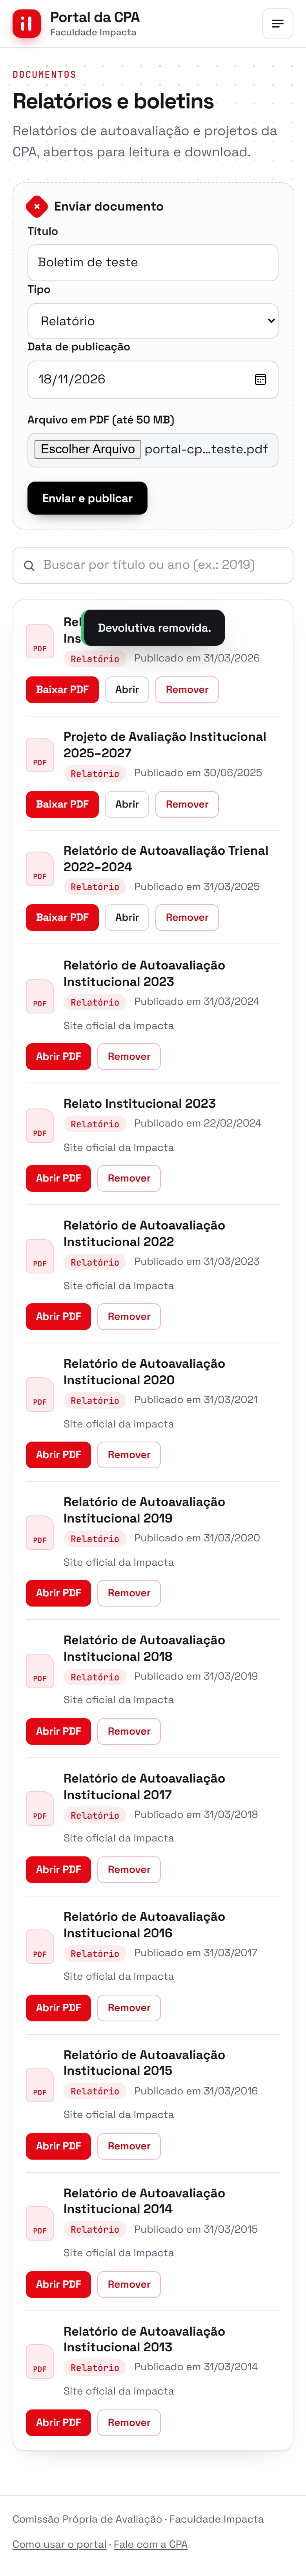 Portal da CPA
Faculdade Impacta
DOCUMENTOS
Relatórios e boletins
Relatórios de autoavaliação e projetos da
CPA, abertos para leitura e download.
Enviar documento
Título
Boletim de teste
Tipo
Relatório
Data de publicação
18/11/2026
Arquivo em PDF (até 50 MB)
Escolher Arquivo portal-cp...teste.pdf
Enviar e publicar
Buscar por título ou ano (ex.: 2019)
Devolutiva removida.
PDF
Relatório Publicado em 31/03/2026
Baixar PDF Abrir Remover
Projeto de Avaliação Institucional
2025–2027
PDF
Relatório Publicado em 30/06/2025
Baixar PDF Abrir Remover
Relatório de Autoavaliação Trienal
2022–2024
PDF
Relatório Publicado em 31/03/2025
Baixar PDF Abrir Remover
Relatório de Autoavaliação
Institucional 2023
PDF
Relatório Publicado em 31/03/2024
Site oficial da Impacta
Abrir PDF Remover
Relato Institucional 2023
PDF
Relatório Publicado em 22/02/2024
Site oficial da Impacta
Abrir PDF Remover
Relatório de Autoavaliação
Institucional 2022
PDF
Relatório Publicado em 31/03/2023
Site oficial da Impacta
Abrir PDF Remover
Relatório de Autoavaliação
Institucional 2020
PDF
Relatório Publicado em 31/03/2021
Site oficial da Impacta
Abrir PDF Remover
Relatório de Autoavaliação
Institucional 2019
PDF
Relatório Publicado em 31/03/2020
Site oficial da Impacta
Abrir PDF Remover
Relatório de Autoavaliação
Institucional 2018
PDF
Relatório Publicado em 31/03/2019
Site oficial da Impacta
Abrir PDF Remover
Relatório de Autoavaliação
Institucional 2017
PDF
Relatório Publicado em 31/03/2018
Site oficial da Impacta
Abrir PDF Remover
Relatório de Autoavaliação
Institucional 2016
PDF
Relatório Publicado em 31/03/2017
Site oficial da Impacta
Abrir PDF Remover
Relatório de Autoavaliação
Institucional 2015
PDF
Relatório Publicado em 31/03/2016
Site oficial da Impacta
Abrir PDF Remover
Relatório de Autoavaliação
Institucional 2014
PDF
Relatório Publicado em 31/03/2015
Site oficial da Impacta
Abrir PDF Remover
Relatório de Autoavaliação
Institucional 2013
PDF
Relatório Publicado em 31/03/2014
Site oficial da Impacta
Abrir PDF Remover
Comissão Própria de Avaliação · Faculdade Impacta
Como usar o portal · Fale com a CPA